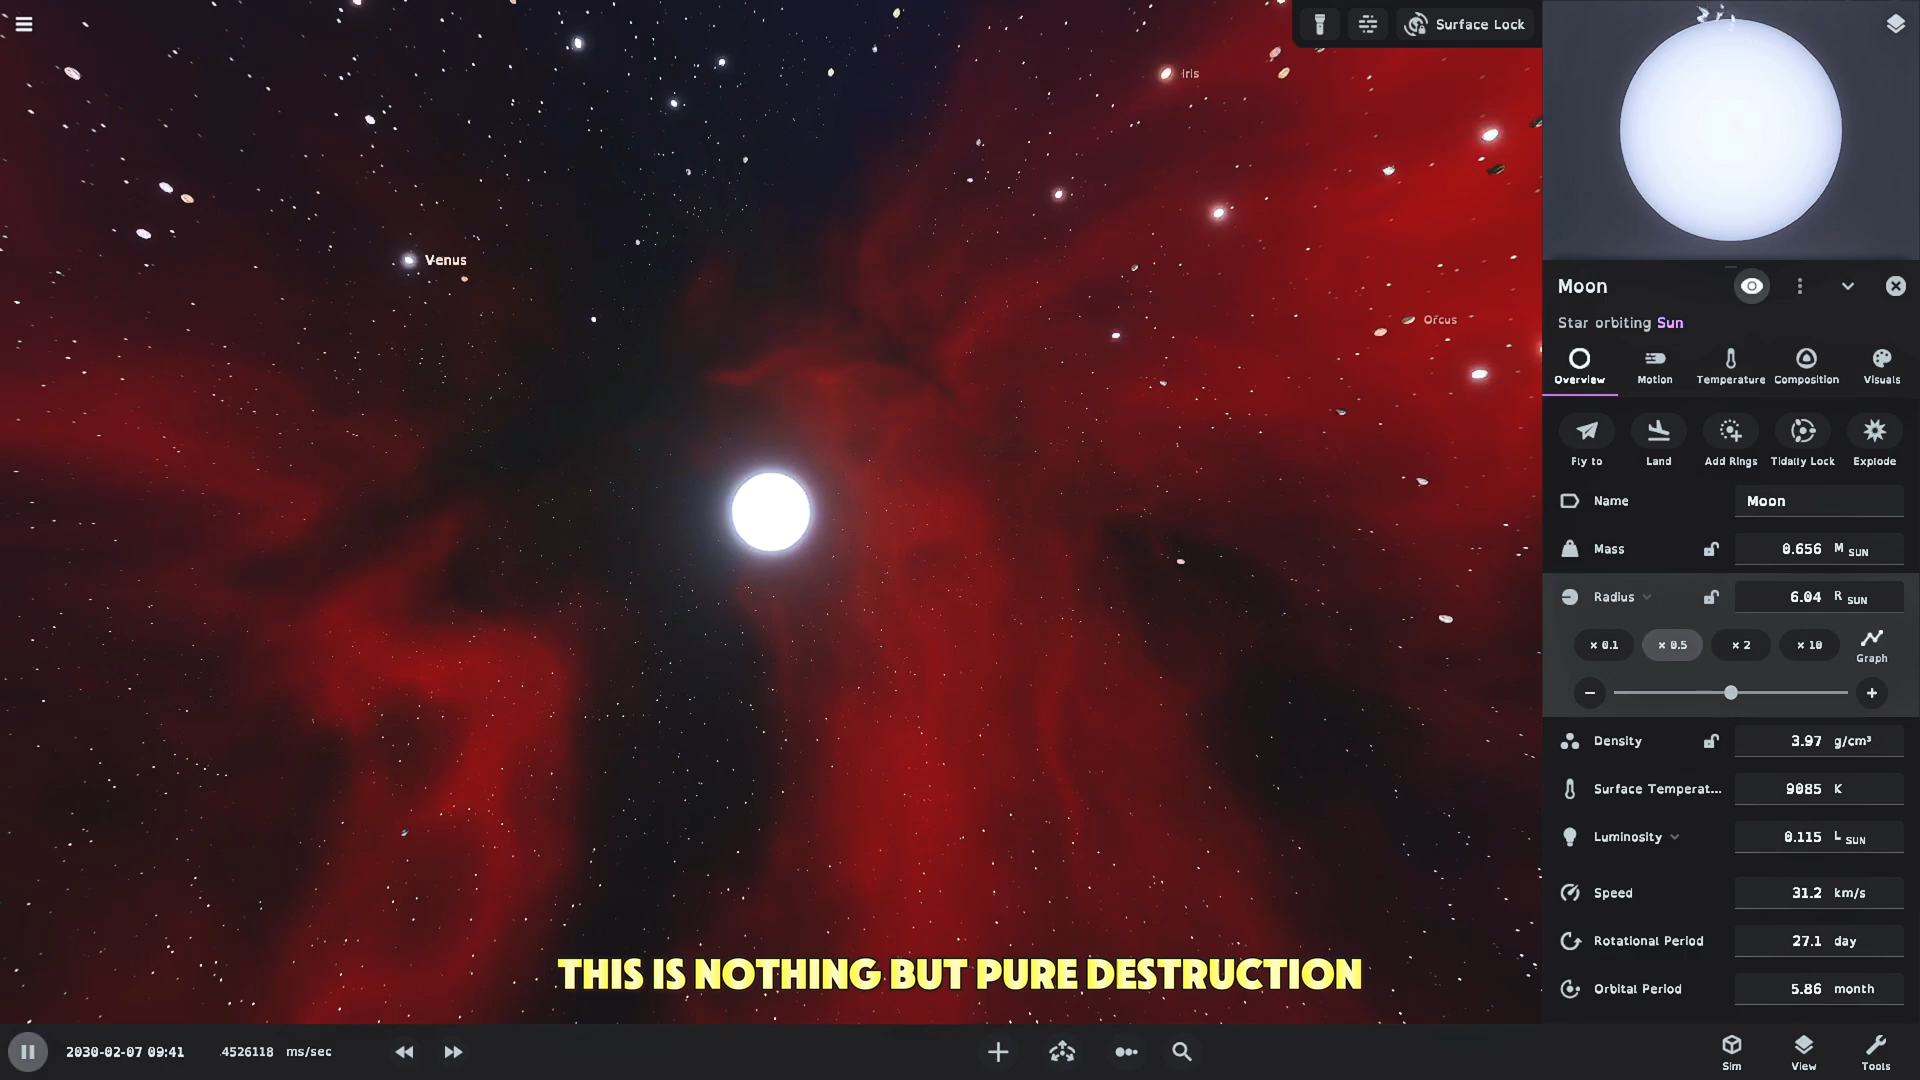 Surface Lock
Iris
Venus
Orcus
Moon
Star orbiting Sun
Overview
Motion
Temperature
Composition
Visuals
Fly to
Land
Add Rings
Tidally Lock
Explode
Name
Moon
Mass
0.656 M SUN
Radius
6.04 R SUN
× 0.1
× 0.5
× 2
× 10
Graph
Density
3.97 g/cm³
Surface Temperat...
9085 K
Luminosity
0.115 L SUN
Speed
31.2 km/s
Rotational Period
27.1 day
Orbital Period
5.86 month
THIS IS NOTHING BUT PURE DESTRUCTION
2030-02-07 09:41
.4526118 ms/sec
Sim
View
Tools